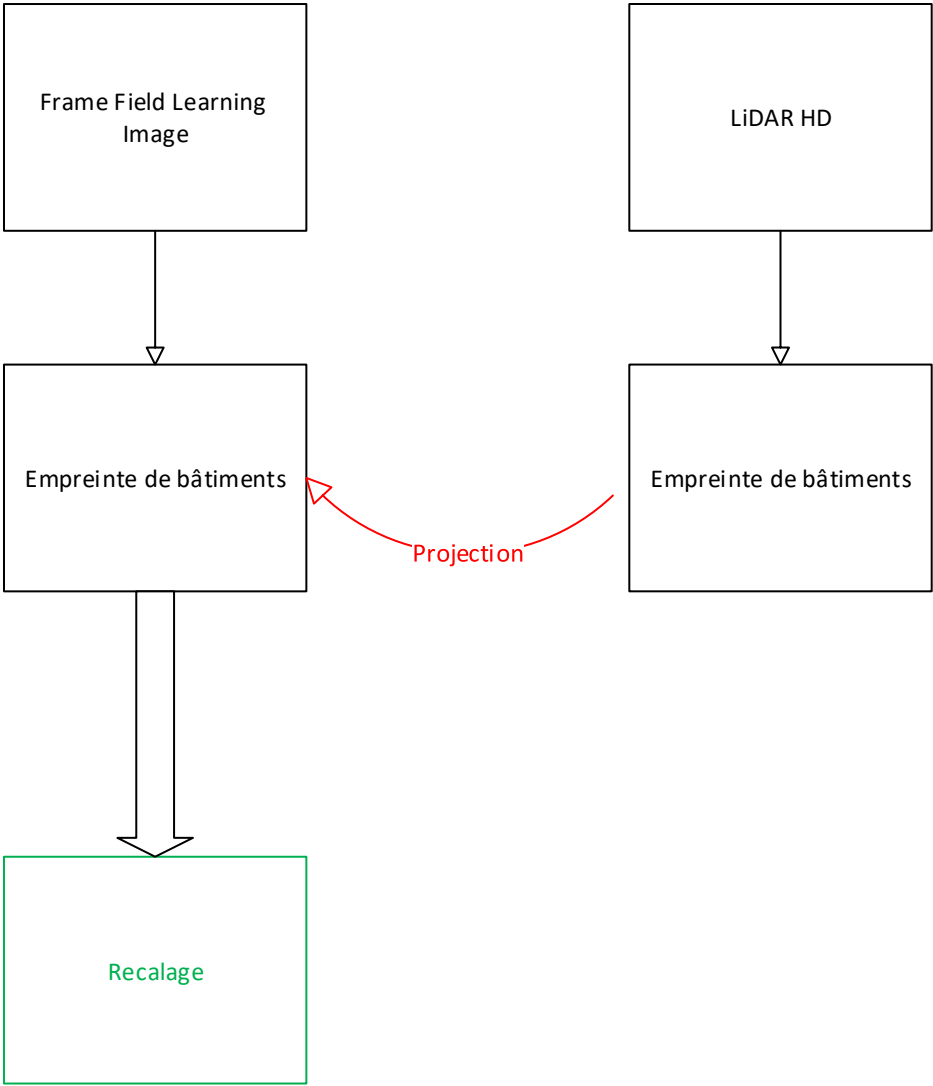 Frame Field Learning
Image
LiDAR HD
Empreinte de bâtiments
Empreinte de bâtiments
Projection
Recalage